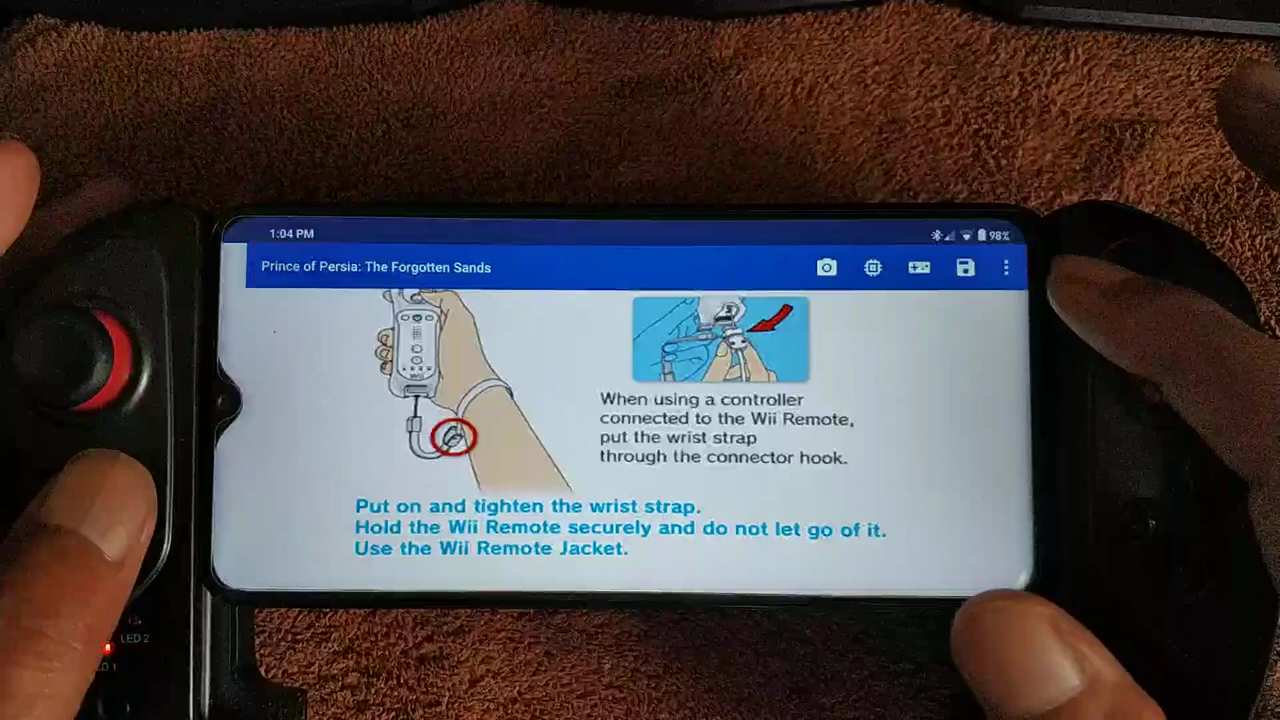 1:04 PM
98%
Prince of Persia: The Forgotten Sands
When using a controller
connected to the Wii Remote,
put the wrist strap
through the connector hook.
Put on and tighten the wrist strap.
Hold the Wii Remote securely and do not let go of it.
Use the Wii Remote Jacket.
LED 2